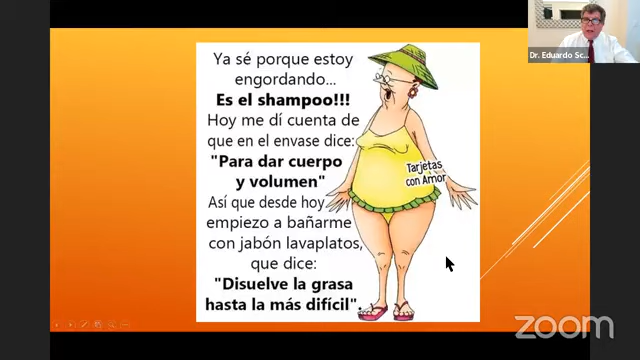 Dr. Eduardo Sc...
Ya sé porque estoy
engordando...
Es el shampoo!!!
Hoy me dí cuenta de
que en el envase dice:
"Para dar cuerpo
y volumen"
Así que desde hoy
empiezo a bañarme
con jabón lavaplatos,
que dice:
"Disuelve la grasa
hasta la más difícil".
Tarjetas
con Amor
zoom